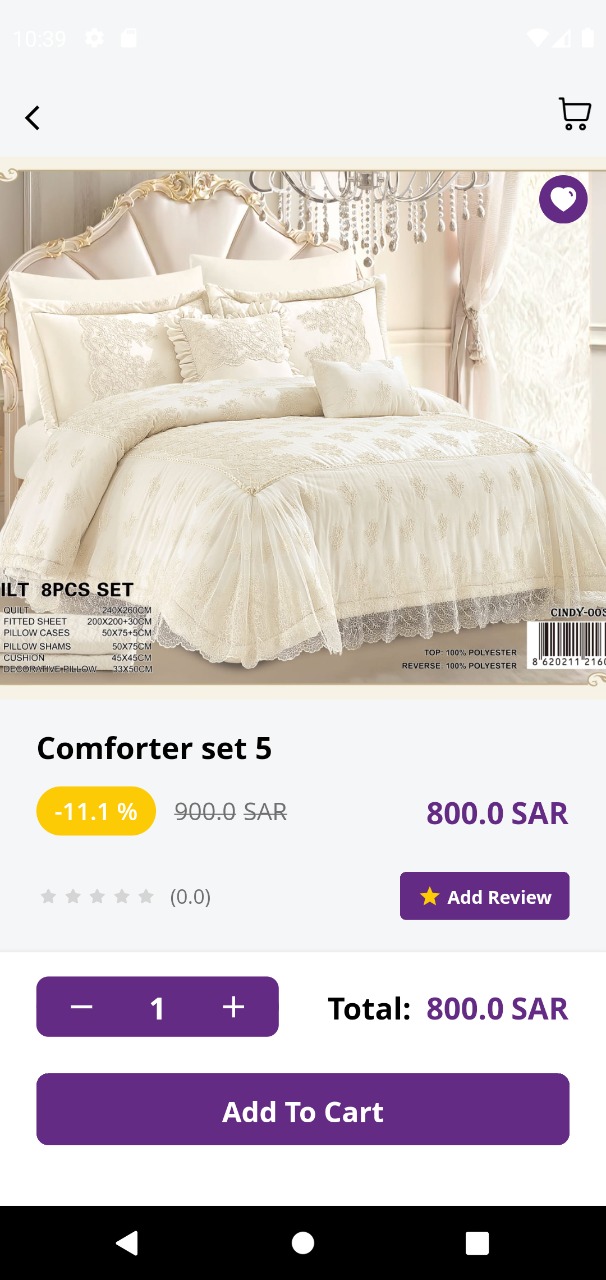 10:39
ILT 8PCS SET
QUILT 240X260CM
FITTED SHEET 200X200+30CM
PILLOW CASES 50X75+5CM
PILLOW SHAMS 50X75CM
CUSHION 45X45CM
DECORATIVE PILLOW 33X50CM
CINDY-003
TOP: 100% POLYESTER
REVERSE: 100% POLYESTER
8 620211 2160
Comforter set 5
-11.1 % 900.0 SAR 800.0 SAR
(0.0) Add Review
1 Total: 800.0 SAR
Add To Cart